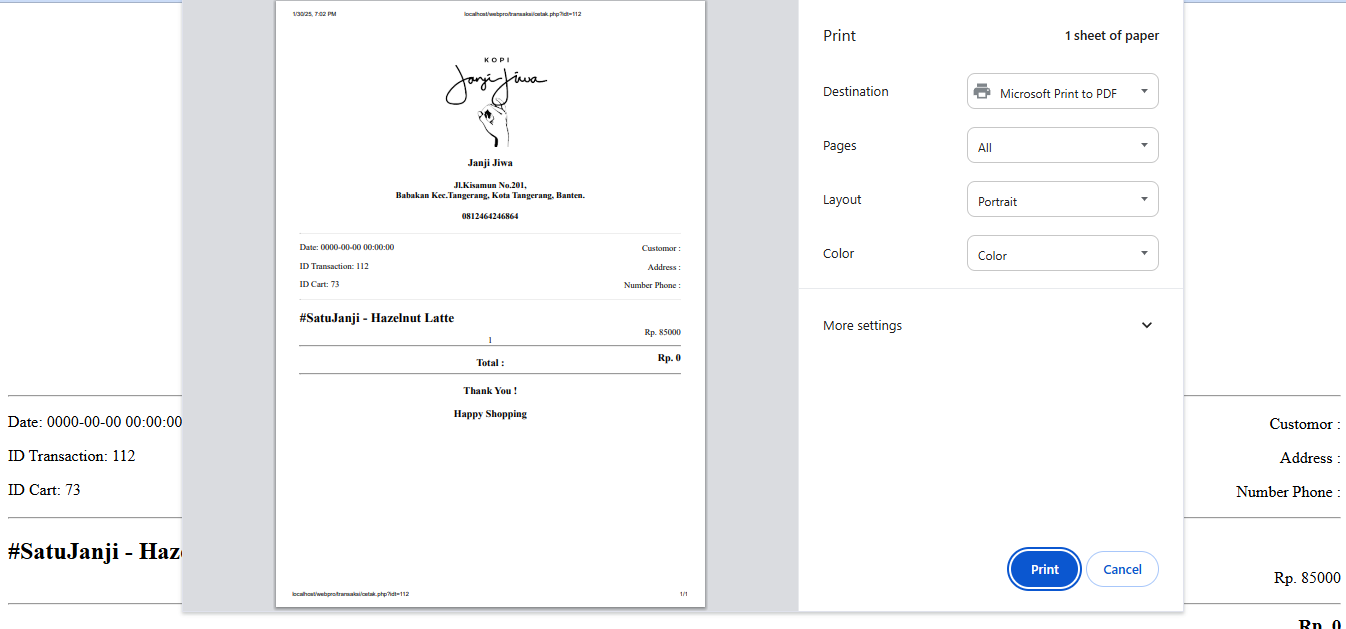 1/30/25, 7:02 PM
localhost/webpro/transaksi/cetak.php?idt=112
KOPI
Janji Jiwa
Janji Jiwa
Jl.Kisamun No.201,
Babakan Kec.Tangerang, Kota Tangerang, Banten.
0812464246864
Date: 0000-00-00 00:00:00
Customor :
ID Transaction: 112
Address :
ID Cart: 73
Number Phone :
#SatuJanji - Hazelnut Latte
Rp. 85000
1
Total :
Rp. 0
Thank You !
Happy Shopping
localhost/webpro/transaksi/cetak.php?idt=112
1/1
Print
1 sheet of paper
Destination
Microsoft Print to PDF
Pages
All
Layout
Portrait
Color
Color
More settings
Print
Cancel
Date: 0000-00-00 00:00:00
Customor :
ID Transaction: 112
Address :
ID Cart: 73
Number Phone :
#SatuJanji - Haz
Rp. 85000
Rp. 0